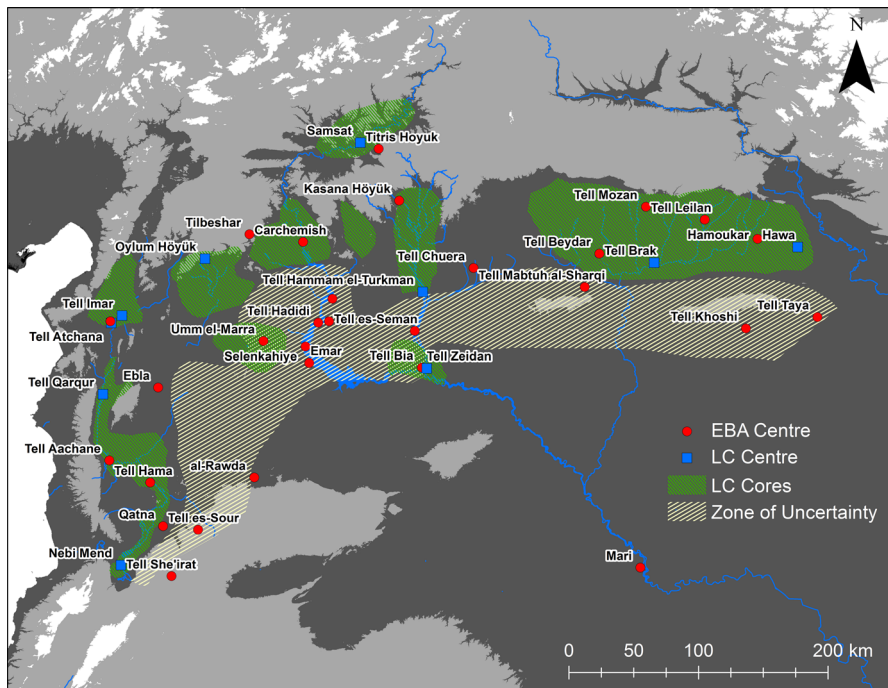 N
Samsat
Titris Hoyuk
Kasana Höyük
Tell Mozan
Tell Leilan
Tilbeshar
Carchemish
Hamoukar
Hawa
Oylum Höyük
Tell Beydar
Tell Brak
Tell Chuera
Tell Hammam el-Turkman
Tell Mabtuh al-Sharqi
Tell Imar
Tell Hadidi
Tell Taya
Tell es-Seman
Tell Khoshi
Tell Atchana
Umm el-Marra
Selenkahiye
Emar
Tell Bia
Tell Zeidan
Ebla
Tell Qarqur
EBA Centre
LC Centre
Tell Aachane
Tell Hama
al-Rawda
LC Cores
Zone of Uncertainty
Qatna
Tell es-Sour
Nebi Mend
Tell She'irat
Mari
0 50 100 200 km